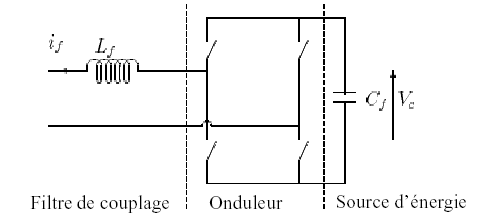 i_f
L_f
C_f
V_c
Filtre de couplage
Onduleur
Source d'énergie